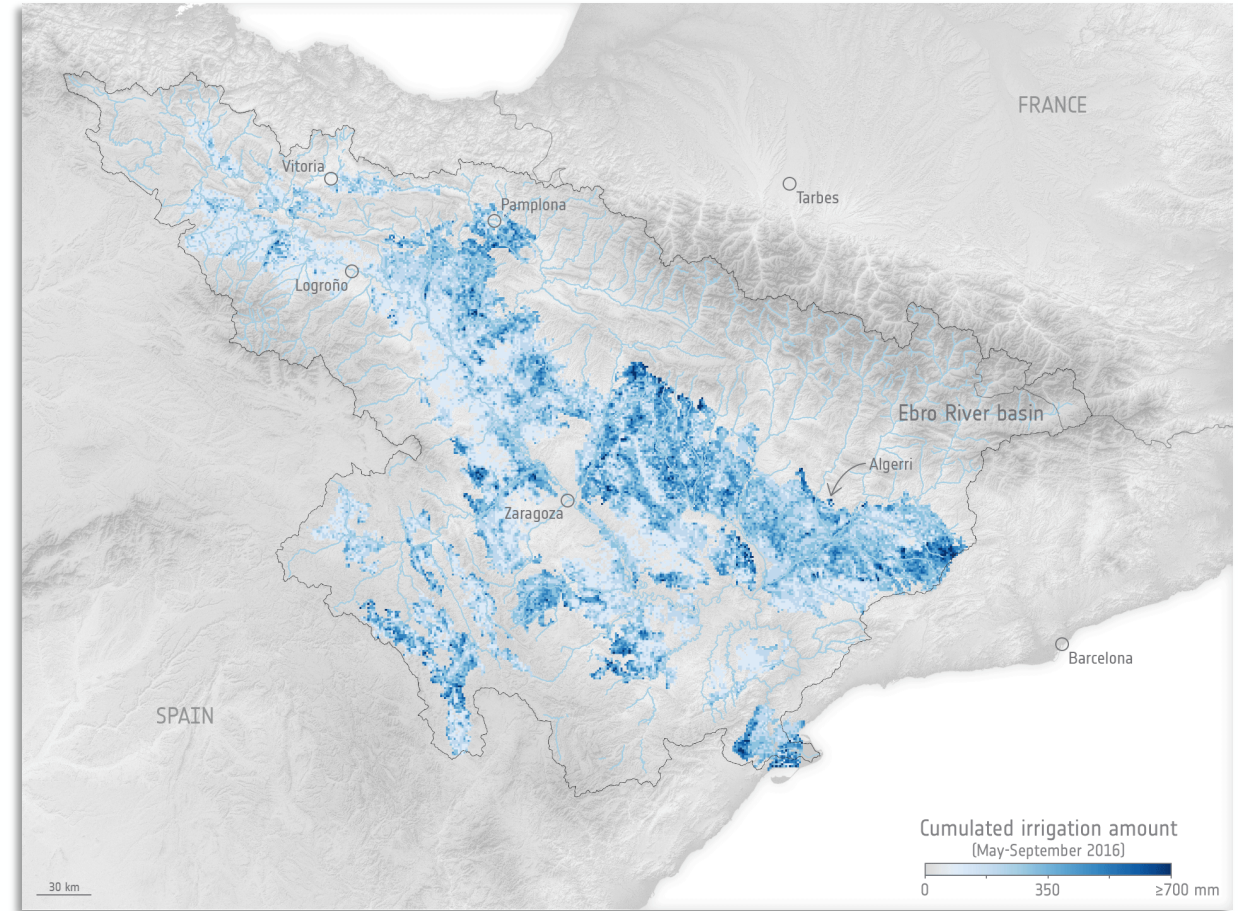 FRANCE
Vitoria
Tarbes
Pamplona
Logroño
Ebro River basin
Algerri
Zaragoza
Barcelona
SPAIN
Cumulated irrigation amount
(May-September 2016)
0 350 ≥700 mm
30 km